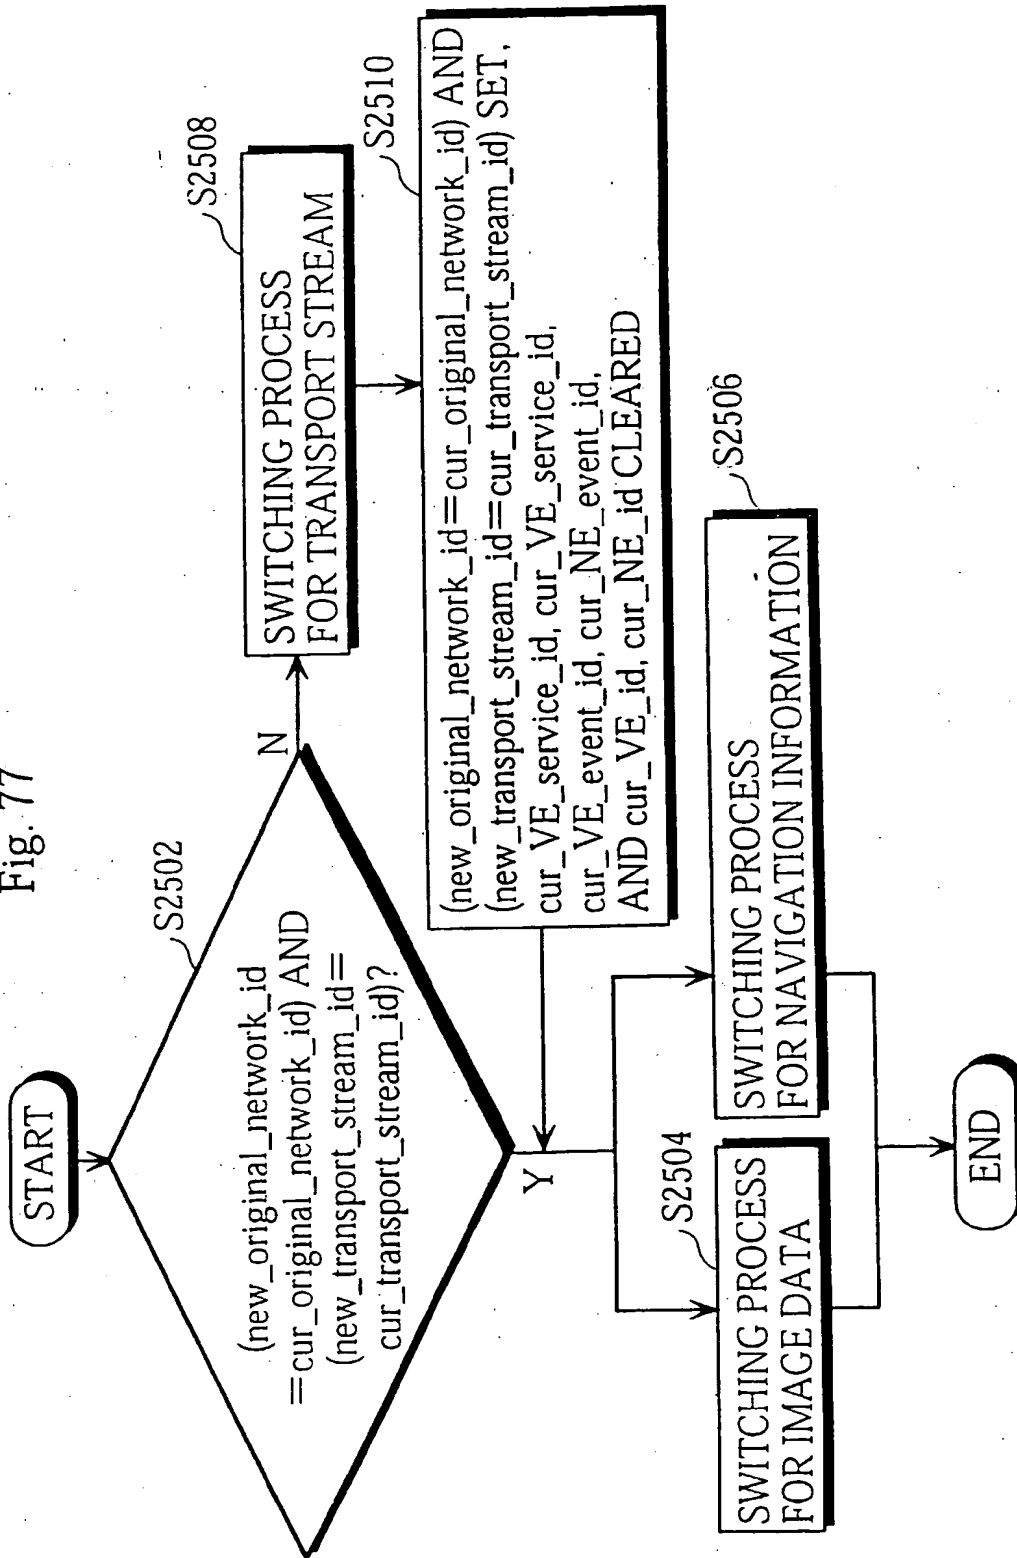 Fig. 77
START
S2502
(new_original_network_id
=cur_original_network_id) AND
(new_transport_stream_id=
cur_transport_stream_id)?
N
Y
S2508
SWITCHING PROCESS
FOR TRANSPORT STREAM
S2510
(new_original_network_id=cur_original_network_id) AND
(new_transport_stream_id=cur_transport_stream_id) SET,
cur_VE_service_id, cur_VE_service_id,
cur_VE_event_id, cur_NE_event_id,
AND cur_VE_id, cur_NE_id CLEARED
S2504
SWITCHING PROCESS
FOR IMAGE DATA
S2506
SWITCHING PROCESS
FOR NAVIGATION INFORMATION
END